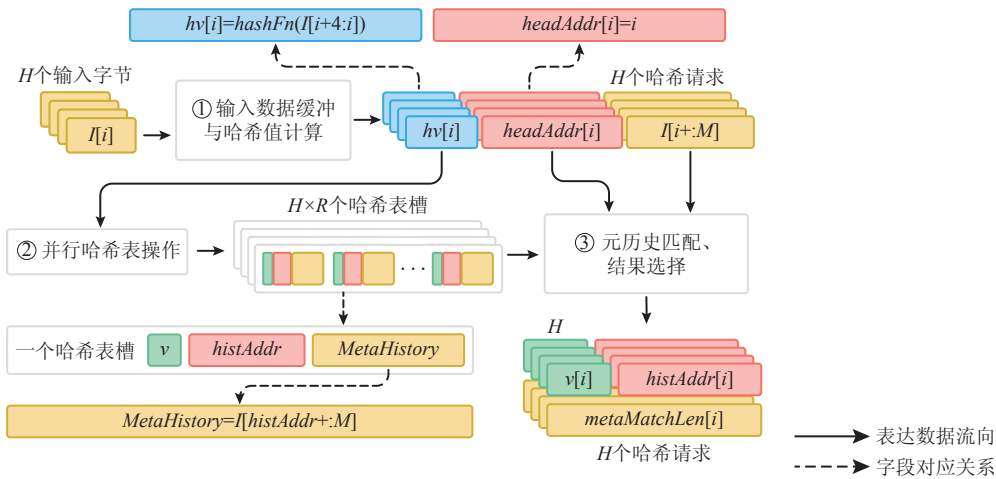 hv[i]=hashFn(I[i+4:i])
headAddr[i]=i
H个输入字节
H个哈希请求
I[i]
①输入数据缓冲
与哈希值计算
hv[i]
headAddr[i]
I[i+:M]
H×R个哈希表槽
②并行哈希表操作
···
③元历史匹配、
结果选择
一个哈希表槽
v
histAddr
MetaHistory
MetaHistory=I[histAddr+:M]
H
v[i]
histAddr[i]
metaMatchLen[i]
H个哈希请求
表达数据流向
字段对应关系